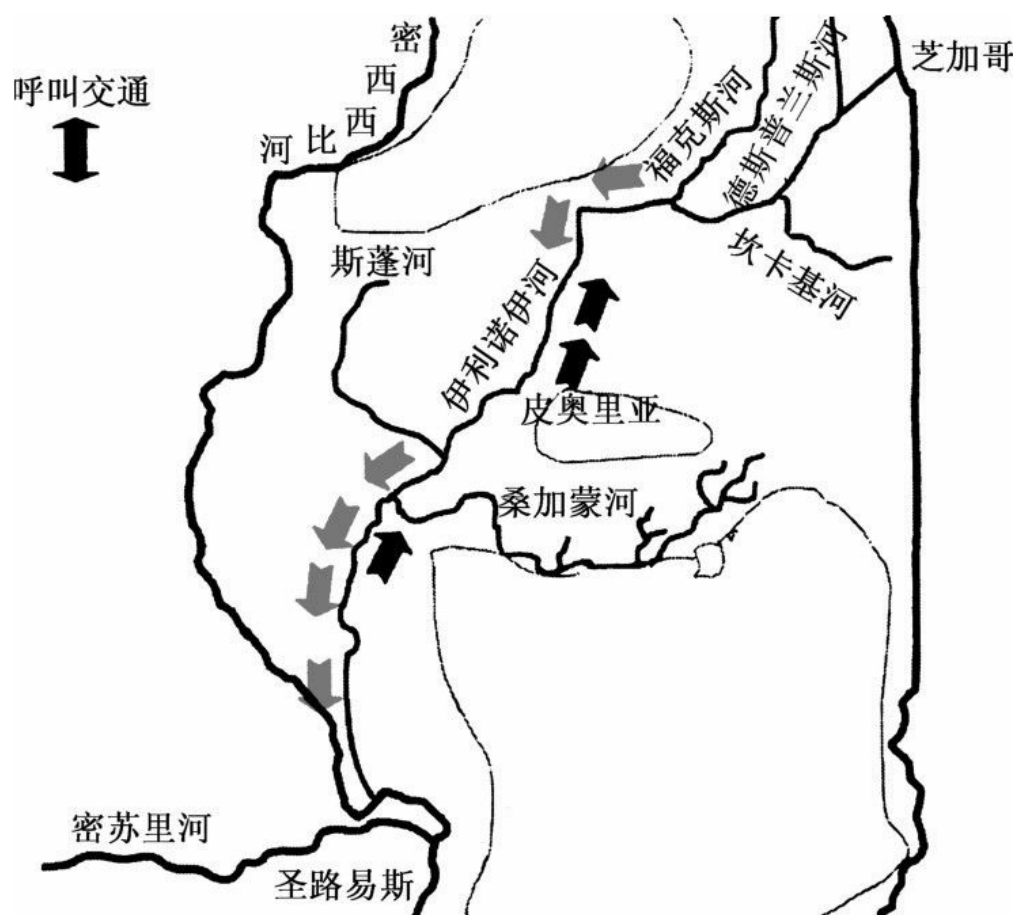 密西西比河
芝加哥
呼叫交通
福克斯河
德斯普兰斯河
斯蓬河
坎卡基河
伊利诺伊河
皮奥里亚
桑加蒙河
密苏里河
圣路易斯